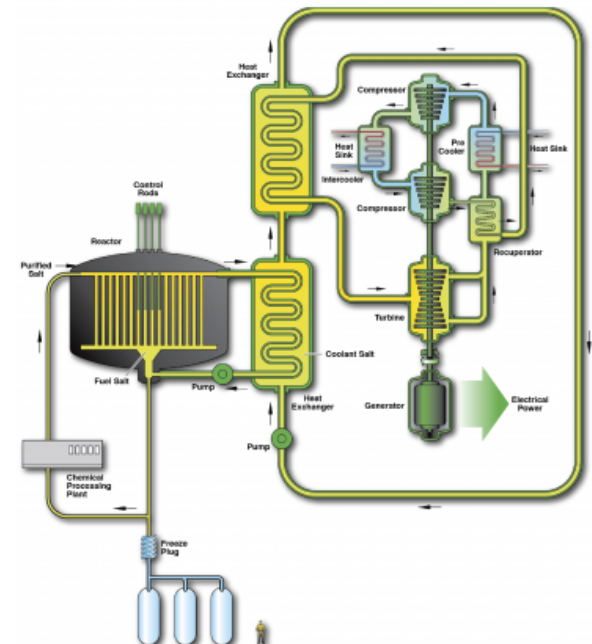 Heat
Exchanger
Compressor
Heat
Sink
Pre
Cooler
Heat Sink
Intercooler
Control
Rods
Compressor
Reactor
Recuperator
Purified
Salt
Turbine
Coolant Salt
Fuel Salt
Pump
Heat
Exchanger
Generator
Electrical
Power
Pump
Chemical
Processing
Plant
Freeze
Plug